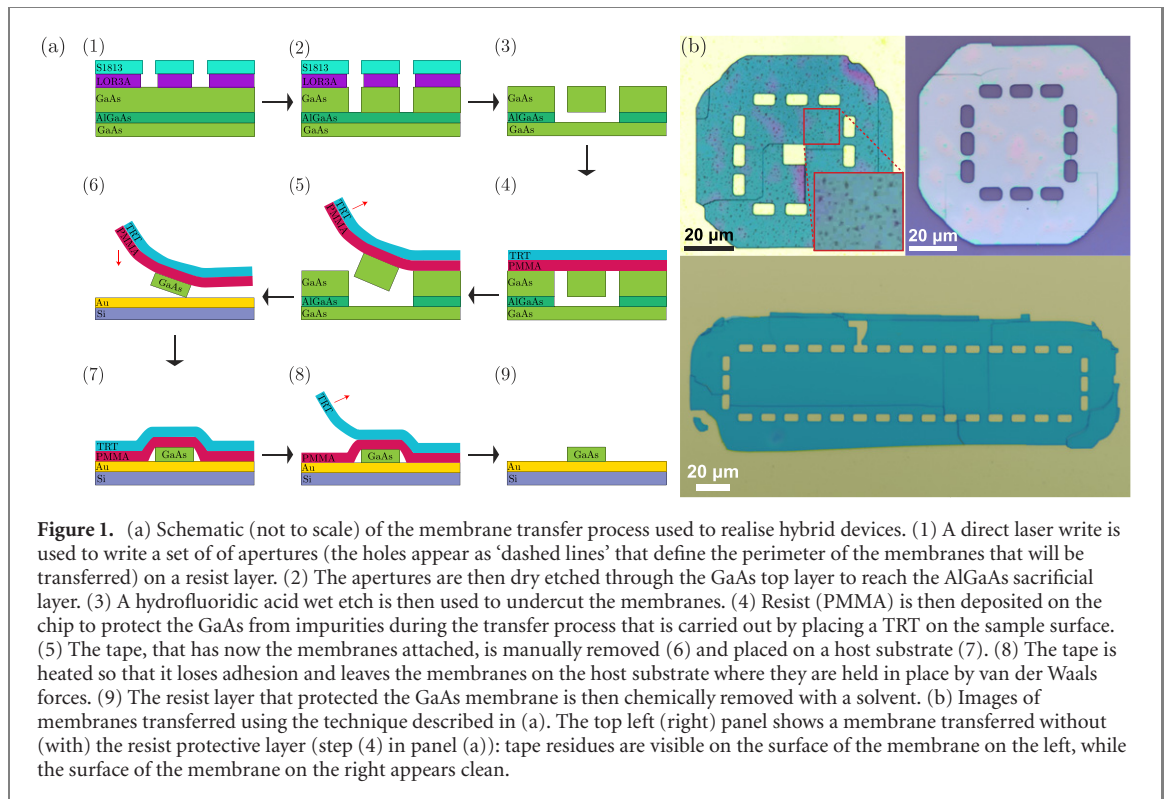 (a)
(1)
(2)
(3)
(b)
S1813
LOR3A
GaAs
AlGaAs
GaAs
S1813
LOR3A
GaAs
AlGaAs
GaAs
GaAs
AlGaAs
GaAs
20 μm
20 μm
(6)
(5)
(4)
TRT
PMMA
GaAs
Au
Si
TRT
PMMA
GaAs
AlGaAs
GaAs
TRT
PMMA
GaAs
AlGaAs
GaAs
(7)
(8)
(9)
TRT
PMMA
GaAs
Au
Si
TRT
PMMA
GaAs
Au
Si
GaAs
Au
Si
20 μm
Figure 1. (a) Schematic (not to scale) of the membrane transfer process used to realise hybrid devices. (1) A direct laser write is
used to write a set of of apertures (the holes appear as ‘dashed lines’ that define the perimeter of the membranes that will be
transferred) on a resist layer. (2) The apertures are then dry etched through the GaAs top layer to reach the AlGaAs sacrificial
layer. (3) A hydrofluoridic acid wet etch is then used to undercut the membranes. (4) Resist (PMMA) is then deposited on the
chip to protect the GaAs from impurities during the transfer process that is carried out by placing a TRT on the sample surface.
(5) The tape, that has now the membranes attached, is manually removed (6) and placed on a host substrate (7). (8) The tape is
heated so that it loses adhesion and leaves the membranes on the host substrate where they are held in place by van der Waals
forces. (9) The resist layer that protected the GaAs membrane is then chemically removed with a solvent. (b) Images of
membranes transferred using the technique described in (a). The top left (right) panel shows a membrane transferred without
(with) the resist protective layer (step (4) in panel (a)): tape residues are visible on the surface of the membrane on the left, while
the surface of the membrane on the right appears clean.